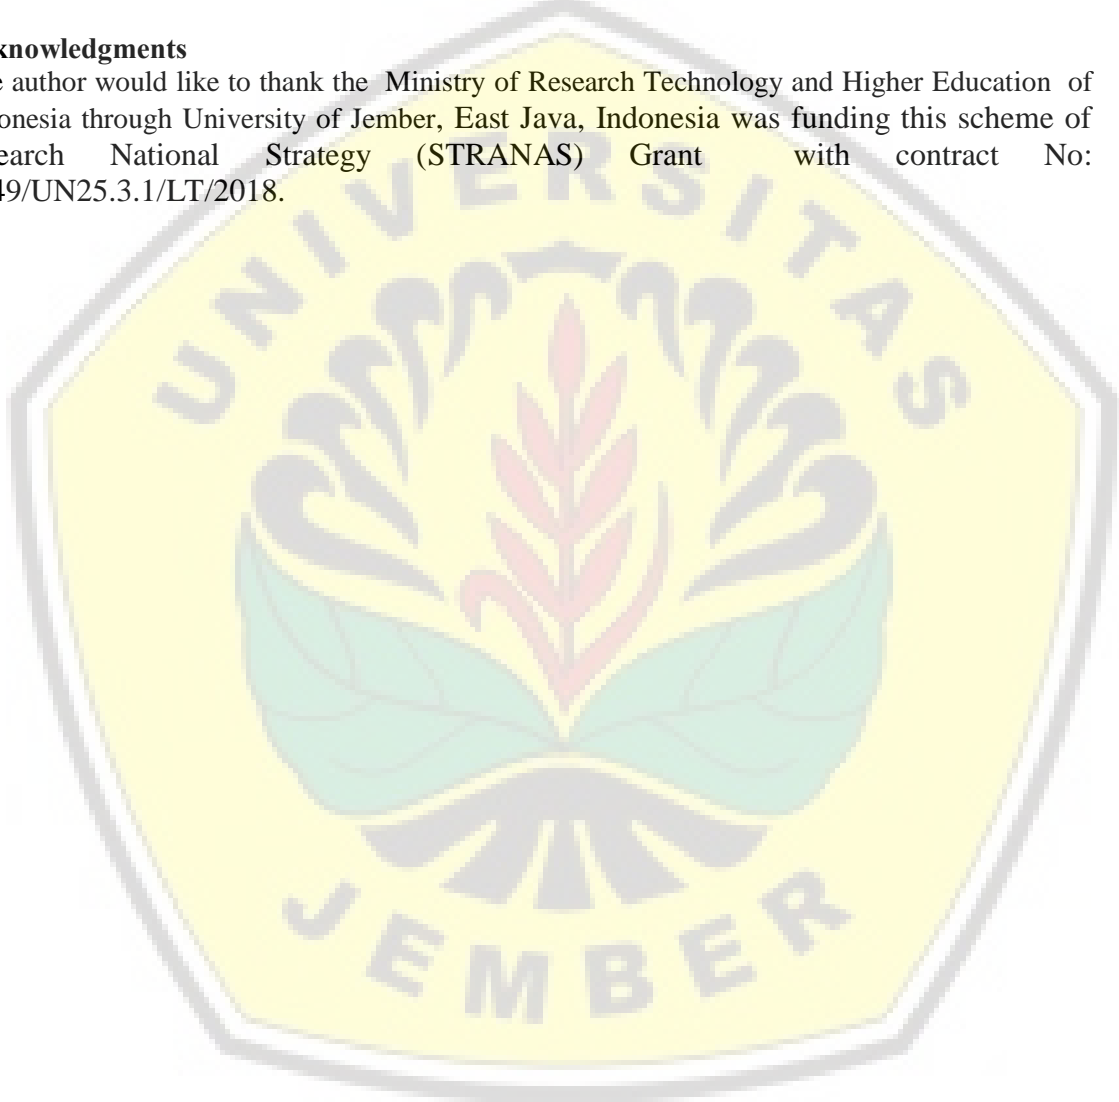 knowledgments
e author would like to thank the Ministry of Research Technology and Higher Education of
onesia through University of Jember, East Java, Indonesia was funding this scheme of
earch National Strategy (STRANAS) Grant with contract No:
49/UN25.3.1/LT/2018.
UNIVERSITAS
JEMBER